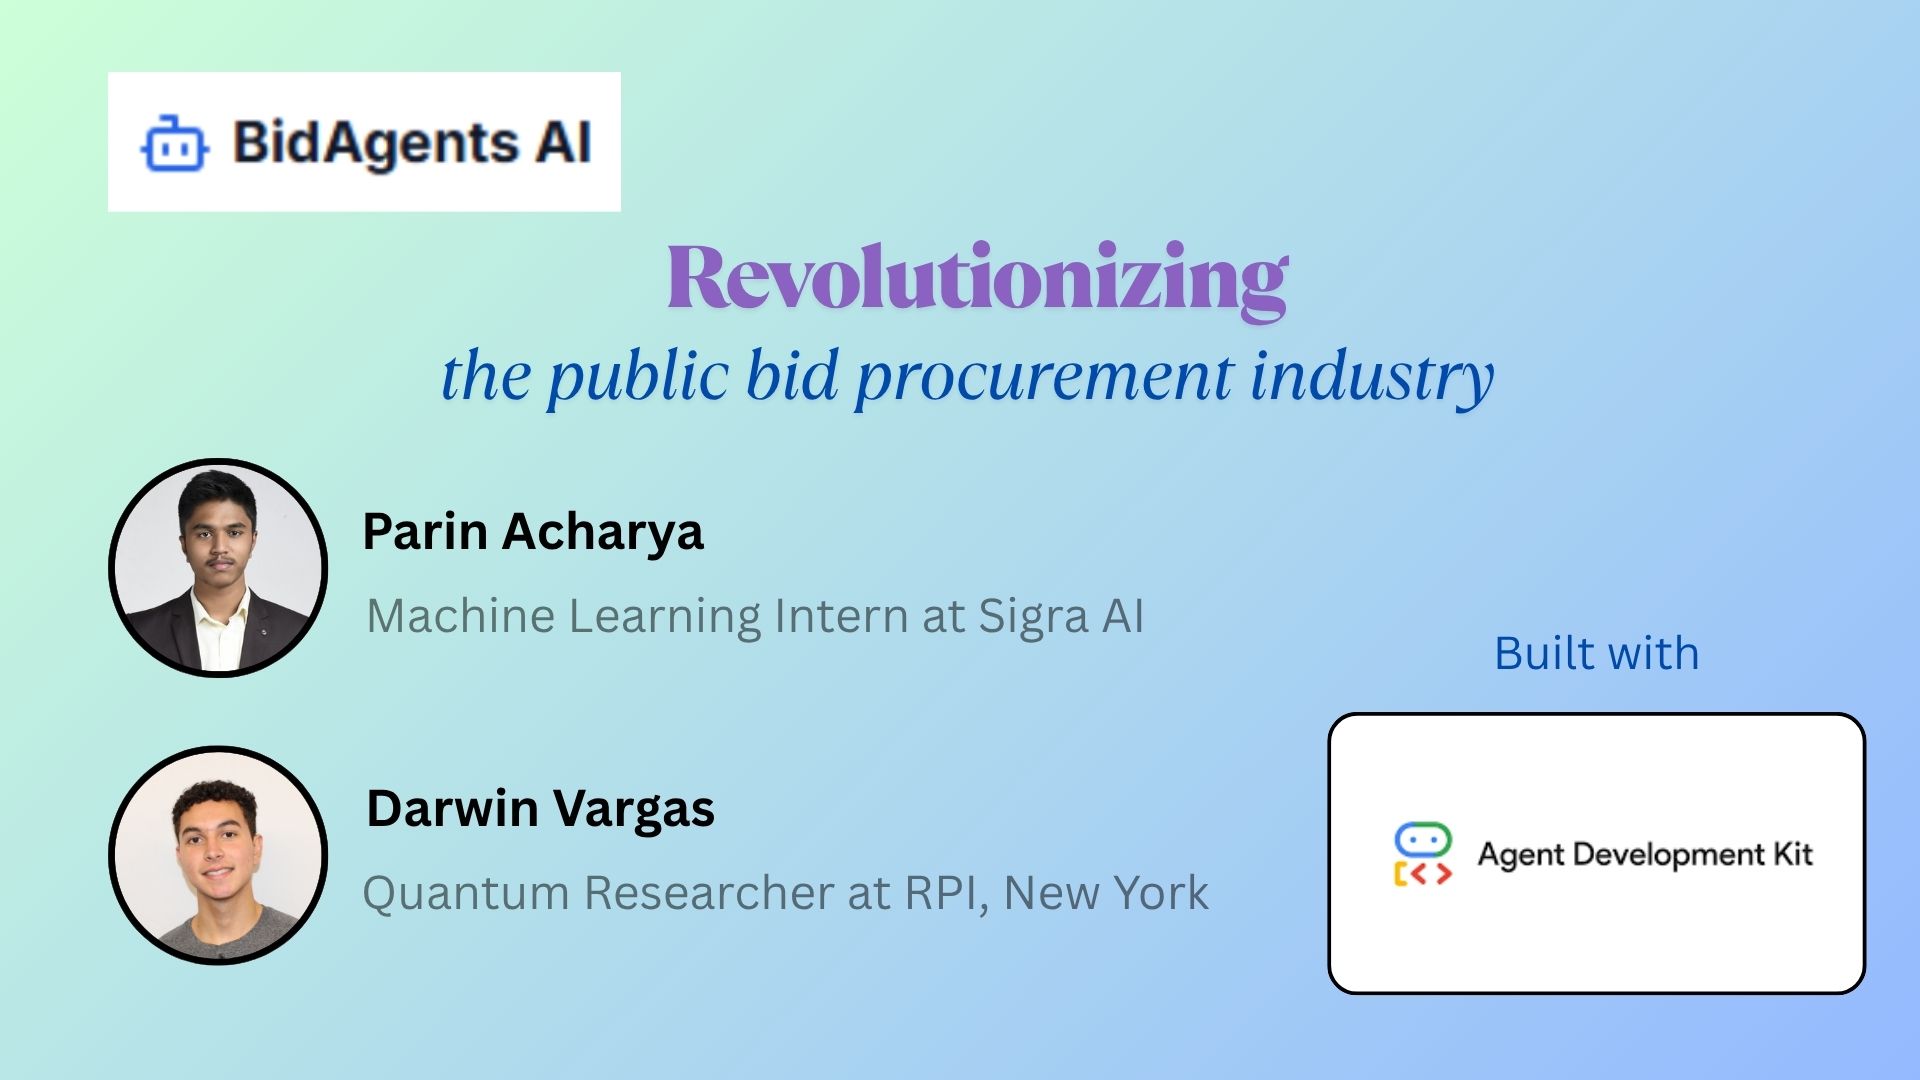 BidAgents AI
Revolutionizing
the public bid procurement industry
Parin Acharya
Machine Learning Intern at Sigra AI
Darwin Vargas
Quantum Researcher at RPI, New York
Built with
Agent Development Kit